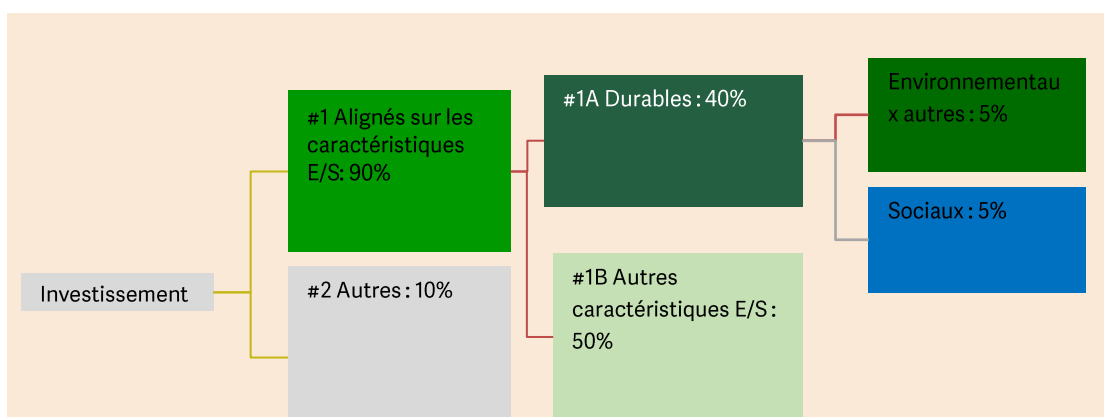 Investissement
#1 Alignés sur les
caractéristiques
E/S: 90%
#2 Autres : 10%
#1A Durables : 40%
#1B Autres
caractéristiques E/S :
50%
Environnementau
x autres : 5%
Sociaux : 5%